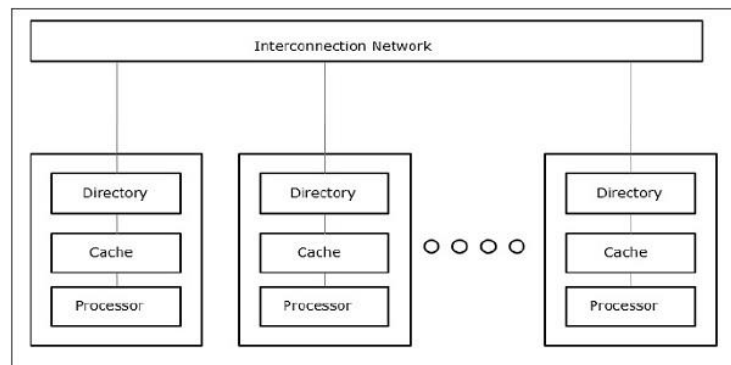 Interconnection Network
Directory
Cache
Processor
Directory
Cache
Processor
Directory
Cache
Processor